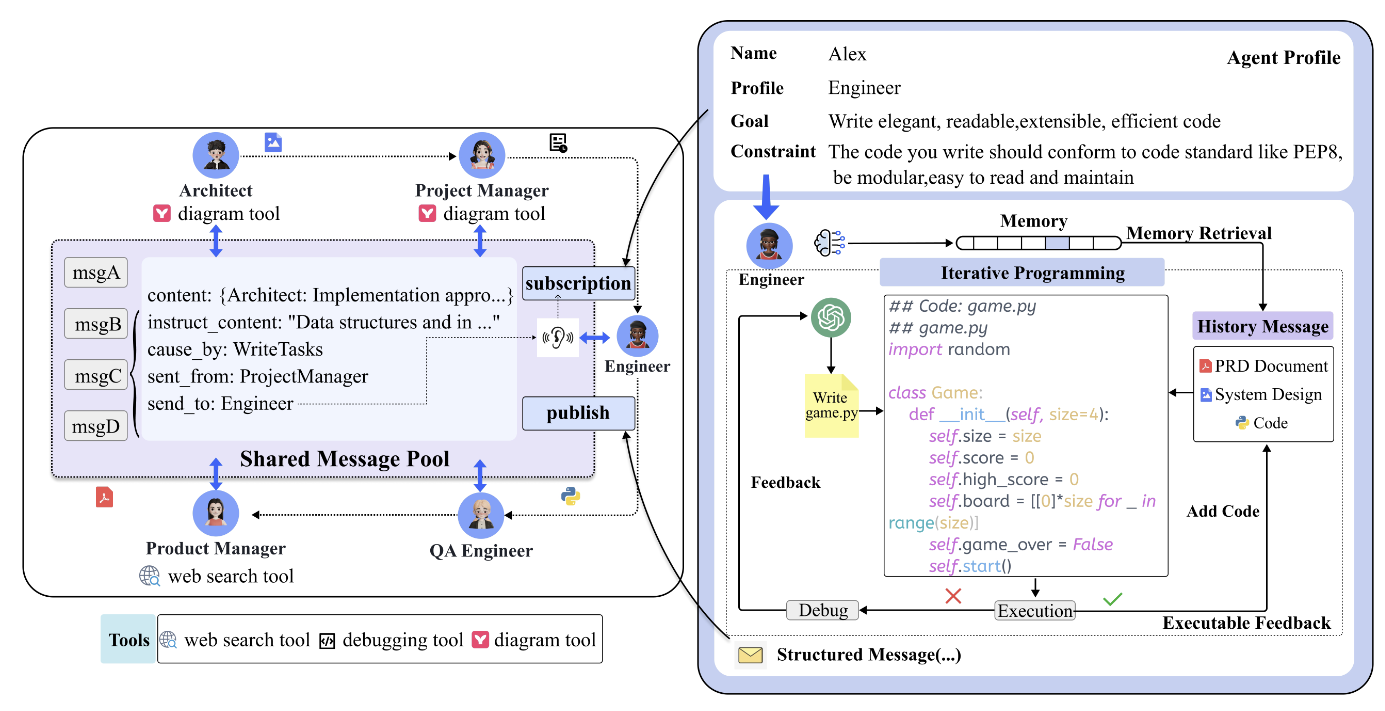 Architect
diagram tool
Project Manager
diagram tool
msgA
msgB
msgC
msgD
content: {Architect: Implementation appro...}
instruct_content: "Data structures and in ..."
cause_by: WriteTasks
sent_from: ProjectManager
send_to: Engineer
Shared Message Pool
subscription
Engineer
publish
Product Manager
web search tool
QA Engineer
Tools
web search tool
debugging tool
diagram tool
Agent Profile
Name Alex
Profile Engineer
Goal Write elegant, readable,extensible, efficient code
Constraint The code you write should conform to code standard like PEP8,
be modular,easy to read and maintain
Engineer
Memory
Memory Retrieval
Iterative Programming
Write
game.py
Feedback
## Code: game.py
## game.py
import random
class Game:
def __init__(self, size=4):
self.size = size
self.score = 0
self.high_score = 0
self.board = [[0]*size for _ in
range(size)]
self.game_over = False
self.start()
History Message
PRD Document
System Design
Code
Add Code
Debug
Execution
Executable Feedback
Structured Message(...)